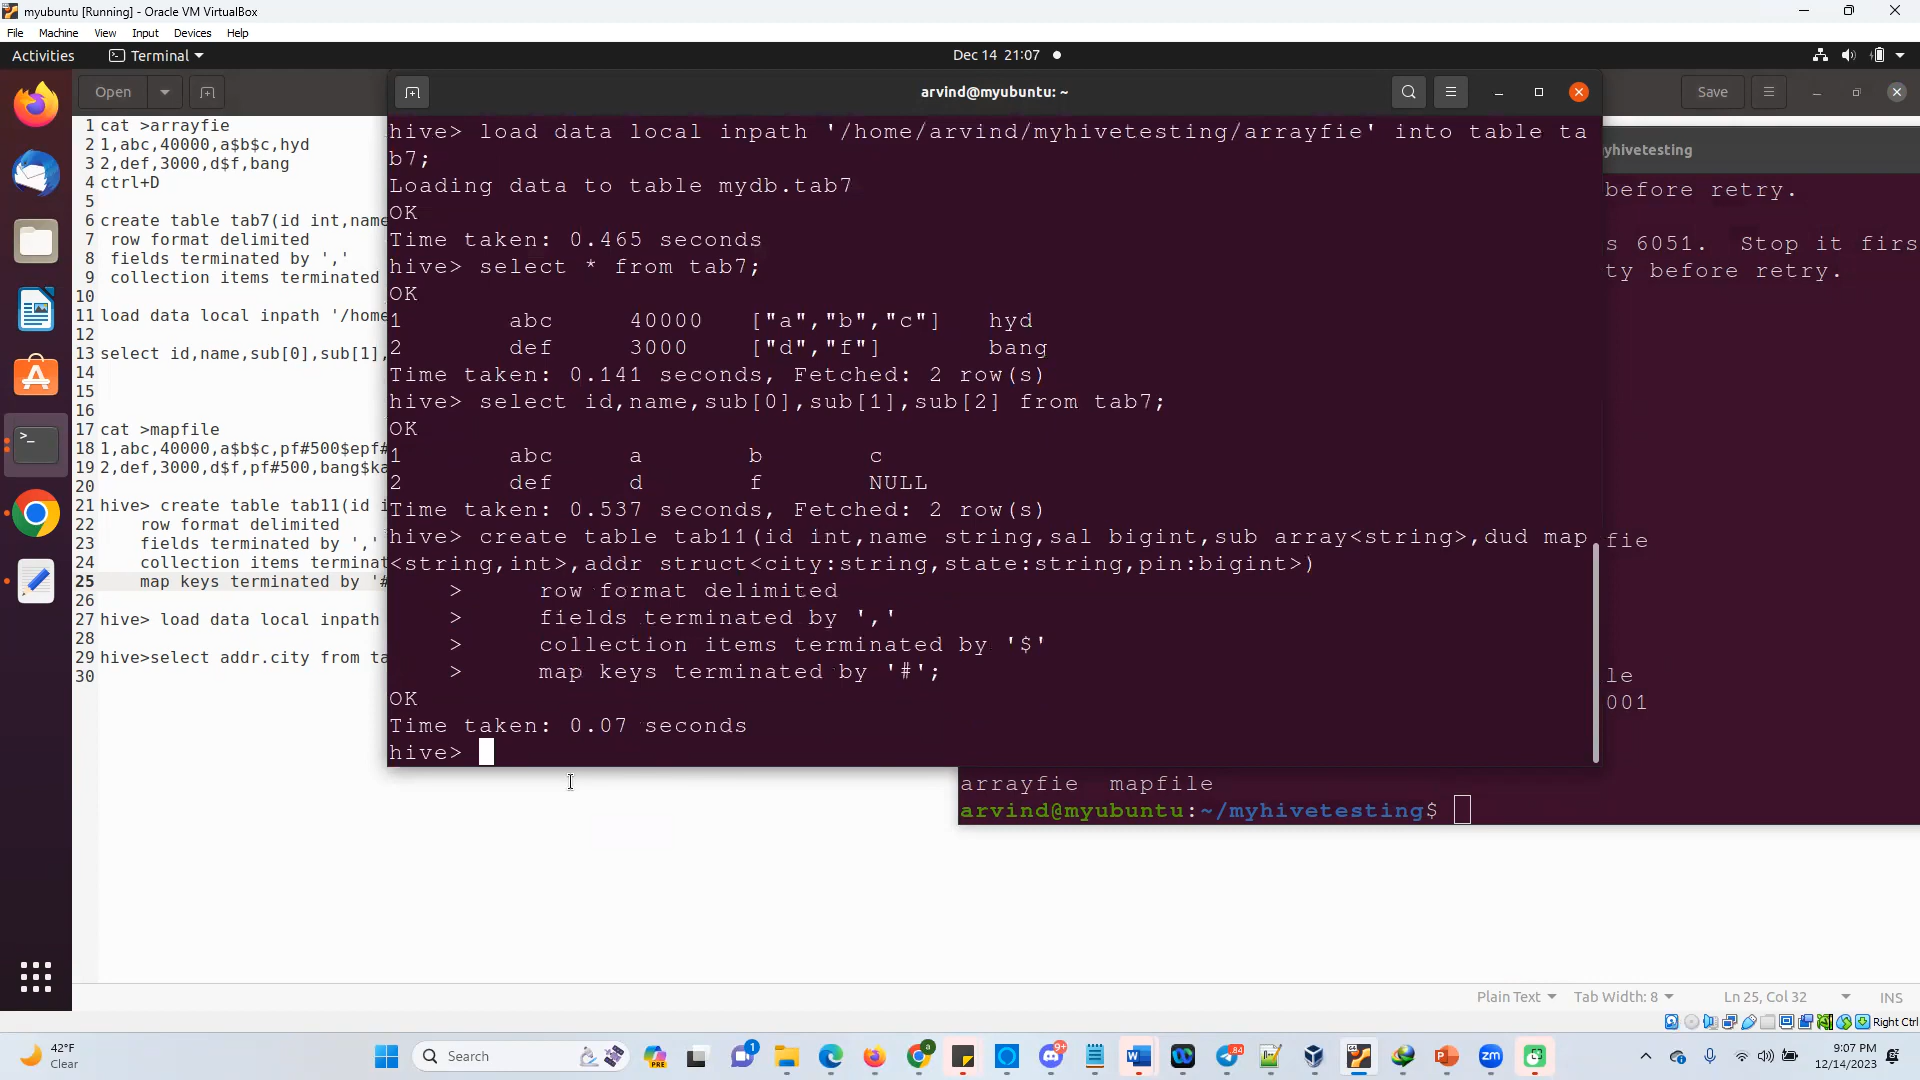 myubuntu [Running] - Oracle VM VirtualBox
File Machine View Input Devices Help
Activities Terminal Dec 14 21:07
Open
arvind@myubuntu: ~
Save
1 cat >arrayfie
2 1,abc,40000,a$b$c,hyd
3 2,def,3000,d$f,bang
4 ctrl+D
5
6 create table tab7(id int,name
7 row format delimited
8 fields terminated by ','
9 collection items terminated
10
11 load data local inpath '/home
12
13 select id,name,sub[0],sub[1],
14
15
16
17 cat >mapfile
18 1,abc,40000,a$b$c,pf#500$epf#
19 2,def,3000,d$f,pf#500,bang$ka
20
21 hive> create table tab11(id i
22 row format delimited
23 fields terminated by ','
24 collection items terminat
25 map keys terminated by '#
26
27 hive> load data local inpath
28
29 hive>select addr.city from ta
30
hive> load data local inpath '/home/arvind/myhivetesting/arrayfie' into table ta
b7;
Loading data to table mydb.tab7
OK
Time taken: 0.465 seconds
hive> select * from tab7;
OK
1 abc 40000 ["a","b","c"] hyd
2 def 3000 ["d","f"] bang
Time taken: 0.141 seconds, Fetched: 2 row(s)
hive> select id,name,sub[0],sub[1],sub[2] from tab7;
OK
1 abc a b c
2 def d f NULL
Time taken: 0.537 seconds, Fetched: 2 row(s)
hive> create table tab11(id int,name string,sal bigint,sub array<string>,dud map
<string,int>,addr struct<city:string,state:string,pin:bigint>)
> row format delimited
> fields terminated by ','
> collection items terminated by '$'
> map keys terminated by '#';
OK
Time taken: 0.07 seconds
hive>
yhivetesting
before retry.
s 6051. Stop it firs
ty before retry.
fie
le
001
arrayfie mapfile
arvind@myubuntu:~/myhivetesting$
Plain Text Tab Width: 8 Ln 25, Col 32 INS
Right Ctrl
42°F
Clear
Search
PRE
1
a
9+
84
zm
9:07 PM
12/14/2023